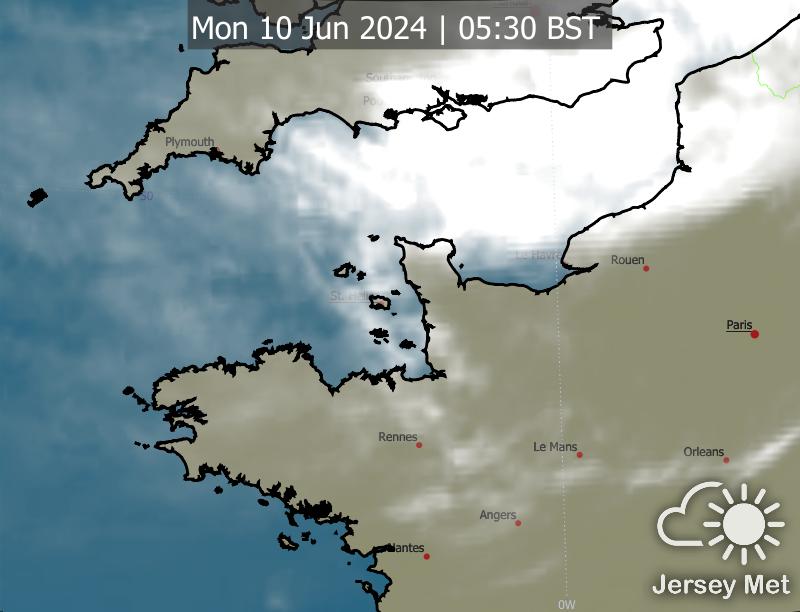 Mon 10 Jun 2024 | 05:30 BST
Plymouth
50
Le Havre
Rouen
Paris
Rennes
Le Mans
Orleans
Angers
Nantes
Jersey Met
0W